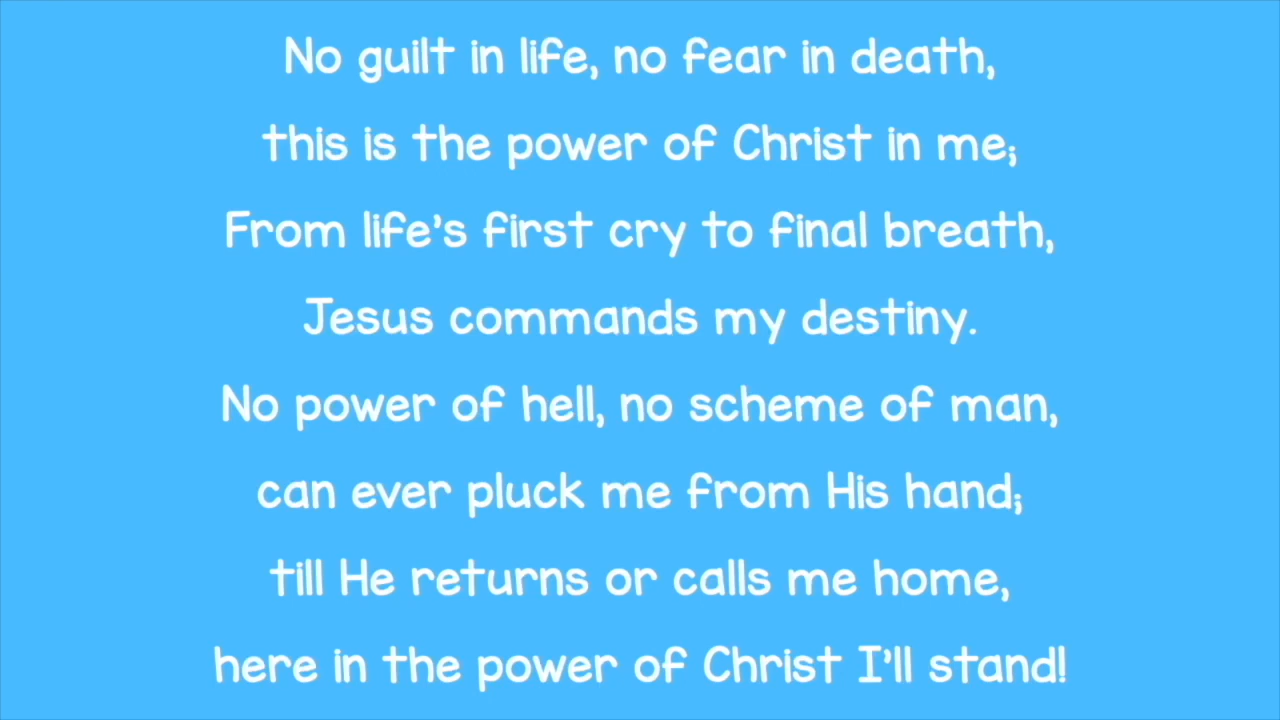 No guilt in life, no fear in death,
this is the power of Christ in me;
From life's first cry to final breath,
Jesus commands my destiny.
No power of hell, no scheme of man,
can ever pluck me from His hand;
till He returns or calls me home,
here in the power of Christ I'll stand!